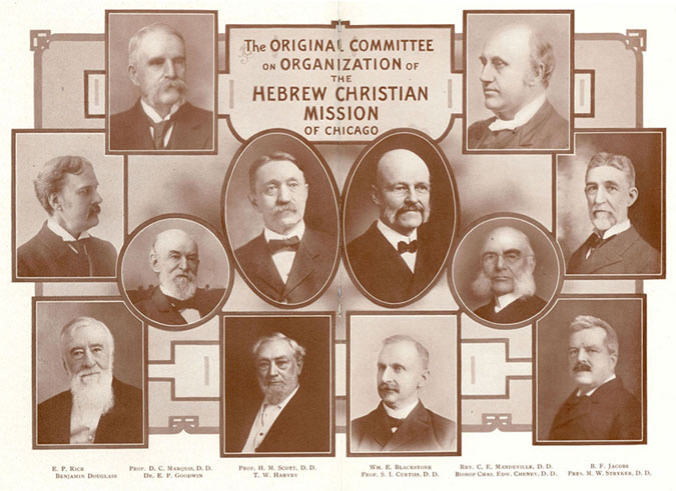 The ORIGINAL COMMITTEE
ON ORGANIZATION OF
THE
HEBREW CHRISTIAN
MISSION
OF CHICAGO
E. P. Rice
Benjamin Douglass
Prof. D. C. Marquis, D. D.
Dr. E. P. Goodwin
Prof. H. M. Scott, D. D.
T. W. Harvey
Wm. E. Blackstone
Prof. S. I. Curtiss, D. D.
Rev. C. E. Mandeville, D. D.
Bishop Chas. Edw. Cheney, D. D.
B. F. Jacobs
Pres. M. W. Stryker, D. D.